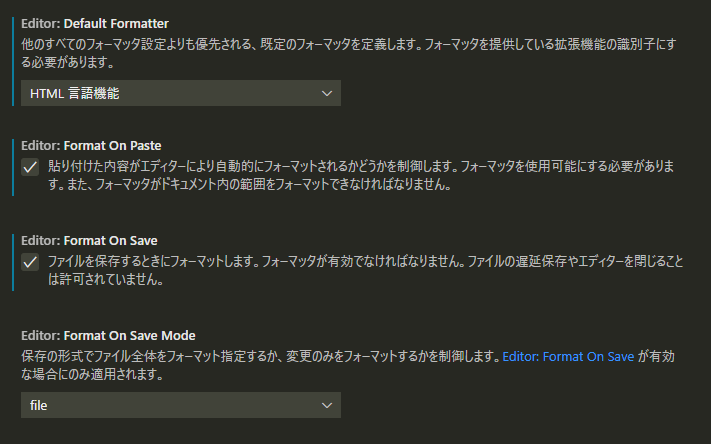 Editor: Default Formatter
他のすべてのフォーマッタ設定よりも優先される、既定のフォーマッタを定義します。フォーマッタを提供している拡張機能の識別子にす
る必要があります。
HTML 言語機能
Editor: Format On Paste
貼り付けた内容がエディターにより自動的にフォーマットされるかどうかを制御します。フォーマッタを使用可能にする必要がありま
す。また、フォーマッタがドキュメント内の範囲をフォーマットできなければなりません。
Editor: Format On Save
ファイルを保存するときにフォーマットします。フォーマッタが有効でなければなりません。ファイルの遅延保存やエディターを閉じること
は許可されていません。
Editor: Format On Save Mode
保存の形式でファイル全体をフォーマット指定するか、変更のみをフォーマットするかを制御します。Editor: Format On Save が有効
な場合にのみ適用されます。
file